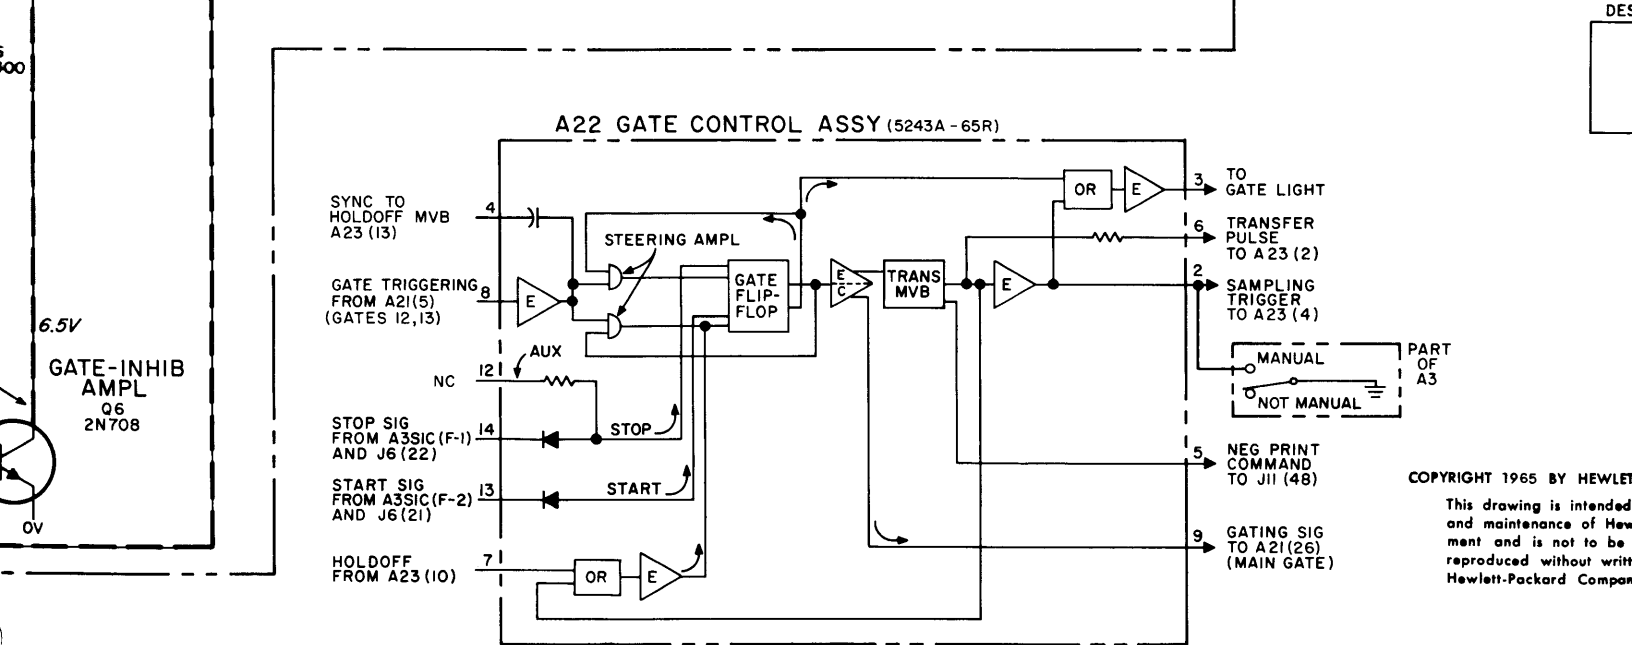 DES
A22 GATE CONTROL ASSY (5243A-65R)
SYNC TO
HOLDOFF MVB
A23 (13)
4
GATE TRIGGERING
FROM A21(5)
(GATES 12,13)
8
E
STEERING AMPL
GATE
FLIP-
FLOP
E
C
TRANS
MVB
E
OR
E
3
TO
GATE LIGHT
6
TRANSFER
PULSE
TO A23 (2)
2
SAMPLING
TRIGGER
TO A23 (4)
MANUAL
NOT MANUAL
PART
OF
A3
6.5V
GATE-INHIB
AMPL
Q6
2N708
0V
AUX
NC
12
STOP SIG
FROM A3SIC(F-1)
AND J6(22)
14
STOP
START SIG
FROM A3SIC(F-2)
AND J6(21)
13
START
HOLDOFF
FROM A23(10)
7
OR
E
5
NEG PRINT
COMMAND
TO J11 (48)
9
GATING SIG
TO A21(26)
(MAIN GATE)
COPYRIGHT 1965 BY HEWLET
This drawing is intended
and maintenance of Hew
ment and is not to be
reproduced without writt
Hewlett-Packard Compan